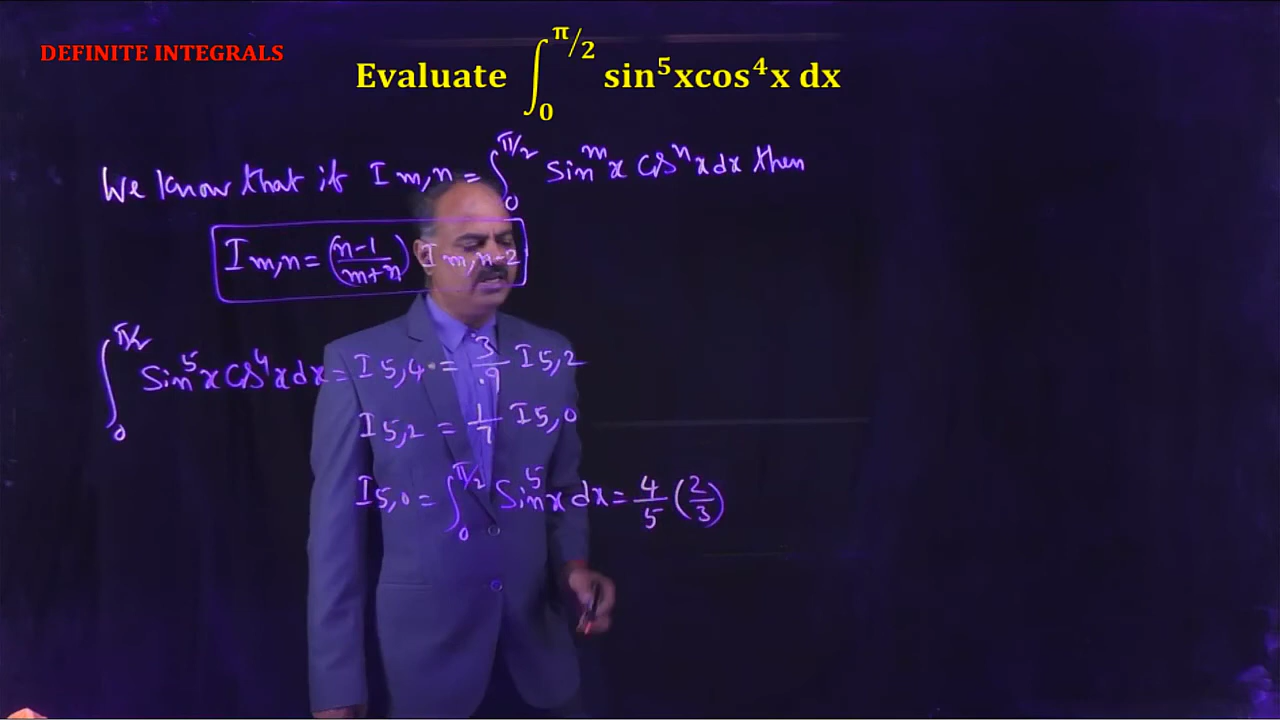 DEFINITE INTEGRALS
Evaluate ∫₀^{π/2} sin⁵xcos⁴x dx
We know that if I m,n = ∫₀^{π/2} Sin^m x Cos^n x dx then
I m,n = (n-1/m+n) I m,n-2
∫₀^{π/2} Sin⁵x Cos⁴x dx = I 5,4 = 3/9 I 5,2
I 5,2 = 1/7 I 5,0
I 5,0 = ∫₀^{π/2} Sin⁵x dx = 4/5 (2/3)